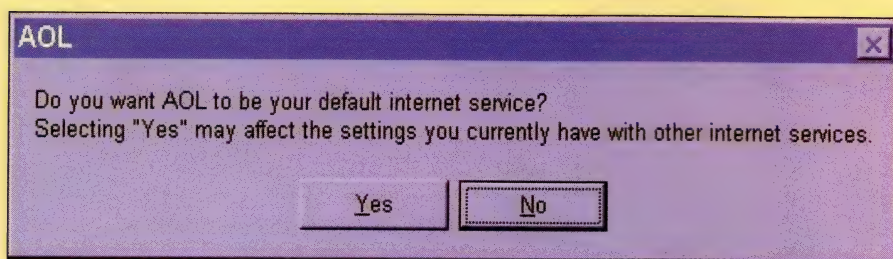 AOL
Do you want AOL to be your default internet service?
Selecting "Yes" may affect the settings you currently have with other internet services.
Yes
No